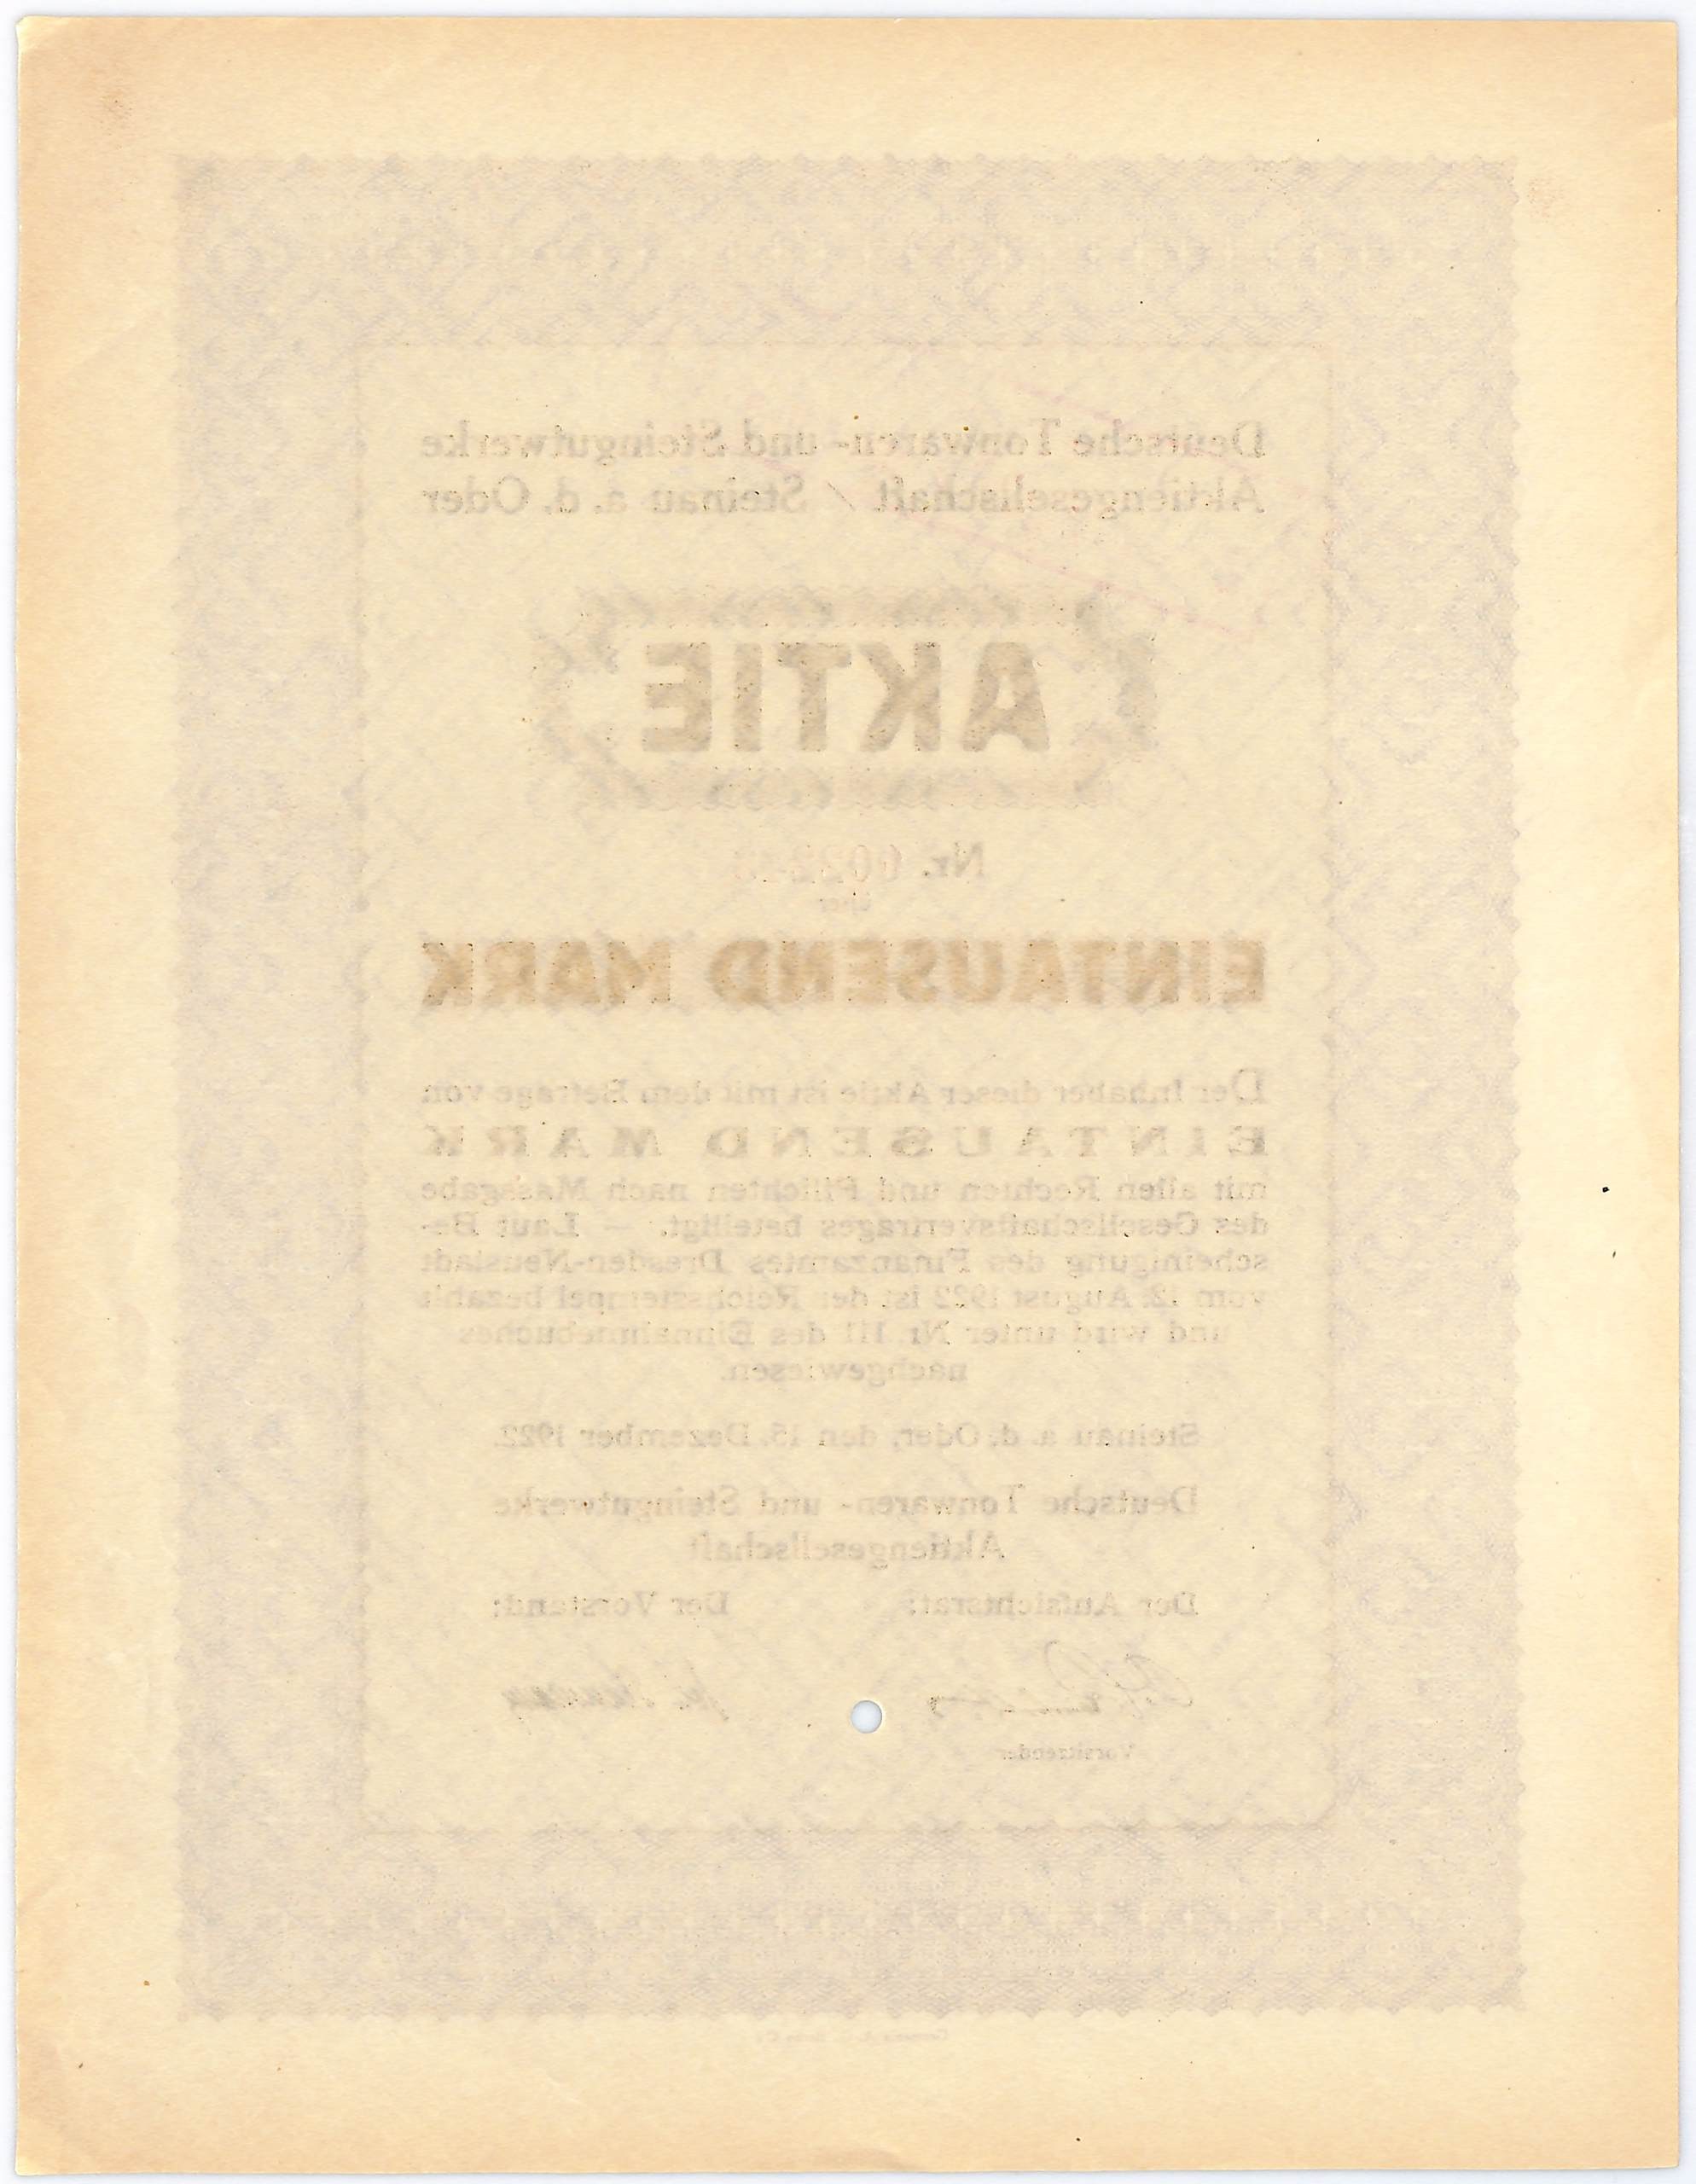 Deutsche Tonwaren- und Steingutwerke
Aktiengesellschaft / Steinau a. d. Oder
AKTIE
Nr.
über
EINTAUSEND MARK
Der Inhaber dieser Aktie ist mit dem Betrage von
EINTAUSEND MARK
mit allen Rechten und Pflichten nach Massgabe
des Gesellschaftsvertrages beteiligt. — Laut Be-
scheinigung des Finanzamtes Dresden-Neustadt
vom 12. August 1922 ist der Reichsstempel bezahlt
und wird unter Nr. 111 des Einnahmebuches
nachgewiesen.
Steinau a. d. Oder, den 15. Dezember 1922.
Deutsche Tonwaren- und Steingutwerke
Aktiengesellschaft
Der Aufsichtsrat: Der Vorstand:
Vorsitzender